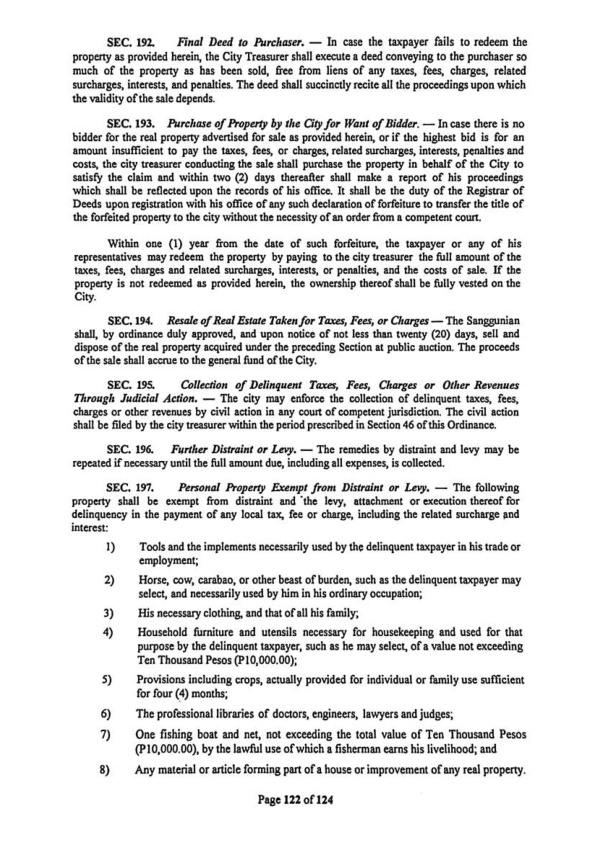 SEC. 192. Final Deed to Purchaser. — In case the taxpayer fails to redeem the
property as provided herein, the City Treasurer shall execute a deed conveying to the purchaser so
much of the property as has been sold, free from liens of any taxes, fees, charges, related
surcharges, interests, and penalties. The deed shall succinctly recite all the proceedings upon which
the validity of the sale depends.
SEC. 193. Purchase of Property by the City for Want of Bidder. — In case there is no
bidder for the real property advertised for sale as provided herein, or if the highest bid is for an
amount insufficient to pay the taxes, fees, or charges, related surcharges, interests, penalties and
costs, the city treasurer conducting the sale shall purchase the property in behalf of the City to
satisfy the claim and within two (2) days thereafter shall make a report of his proceedings
which shall be reflected upon the records of his office. It shall be the duty of the Registrar of
Deeds upon registration with his office of any such declaration of forfeiture to transfer the title of
the forfeited property to the city without the necessity of an order from a competent court.
Within one (1) year from the date of such forfeiture, the taxpayer or any of his
representatives may redeem the property by paying to the city treasurer the full amount of the
taxes, fees, charges and related surcharges, interests, or penalties, and the costs of sale. If the
property is not redeemed as provided herein, the ownership thereof shall be fully vested on the
City.
SEC. 194. Resale of Real Estate Taken for Taxes, Fees, or Charges — The Sanggunian
shall, by ordinance duly approved, and upon notice of not less than twenty (20) days, sell and
dispose of the real property acquired under the preceding Section at public auction. The proceeds
of the sale shall accrue to the general fund of the City.
SEC. 195. Collection of Delinquent Taxes, Fees, Charges or Other Revenues
Through Judicial Action. — The city may enforce the collection of delinquent taxes, fees,
charges or other revenues by civil action in any court of competent jurisdiction. The civil action
shall be filed by the city treasurer within the period prescribed in Section 46 of this Ordinance.
SEC. 196. Further Distraint or Levy. — The remedies by distraint and levy may be
repeated if necessary until the full amount due, including all expenses, is collected.
SEC. 197. Personal Property Exempt from Distraint or Levy. — The following
property shall be exempt from distraint and the levy, attachment or execution thereof for
delinquency in the payment of any local tax, fee or charge, including the related surcharge and
interest:
1) Tools and the implements necessarily used by the delinquent taxpayer in his trade or
employment;
2) Horse, cow, carabao, or other beast of burden, such as the delinquent taxpayer may
select, and necessarily used by him in his ordinary occupation;
3) His necessary clothing, and that of all his family;
4) Household furniture and utensils necessary for housekeeping and used for that
purpose by the delinquent taxpayer, such as he may select, of a value not exceeding
Ten Thousand Pesos (P10,000.00);
5) Provisions including crops, actually provided for individual or family use sufficient
for four (4) months;
6) The professional libraries of doctors, engineers, lawyers and judges;
7) One fishing boat and net, not exceeding the total value of Ten Thousand Pesos
(P10,000.00), by the lawful use of which a fisherman earns his livelihood; and
8) Any material or article forming part of a house or improvement of any real property.
Page 122 of 124